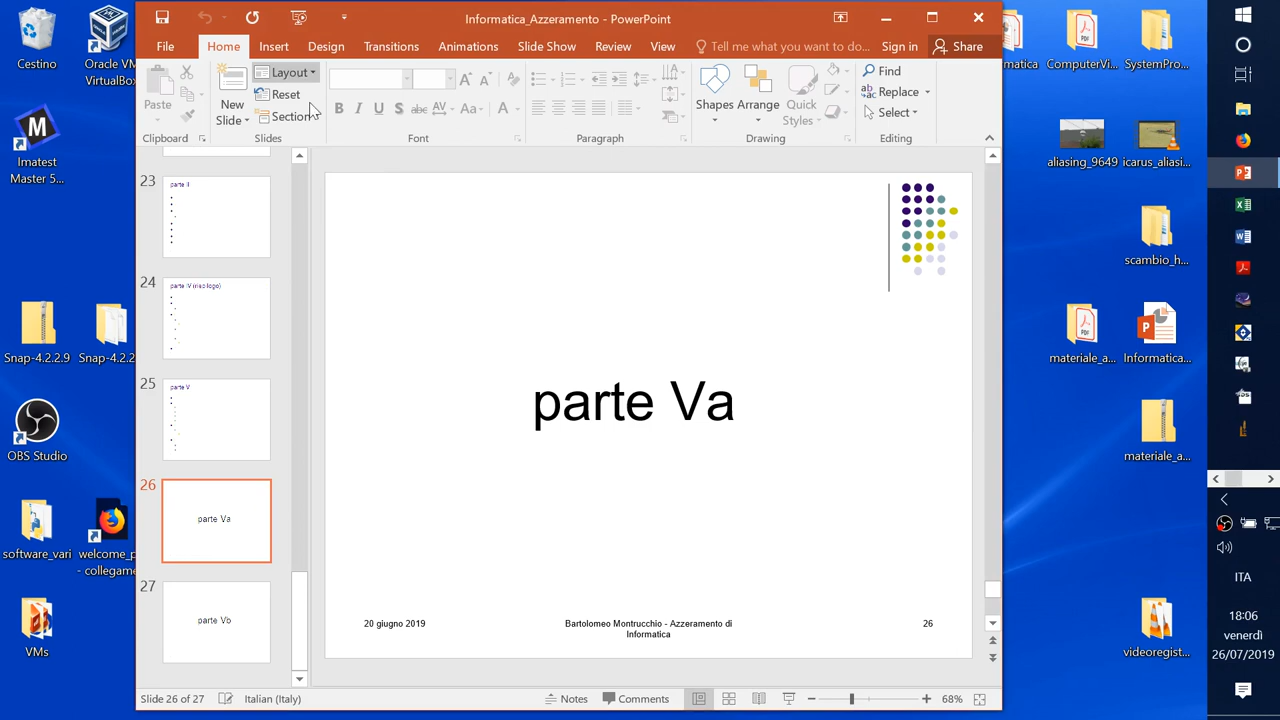 Informatica_Azzeramento - PowerPoint
File Home Insert Design Transitions Animations Slide Show Review View Tell me what you want to do... Sign in Share
Paste
New
Slide
Layout
Reset
Section
Shapes Arrange Quick
Styles
Find
Replace
Select
Clipboard Slides Font Paragraph Drawing Editing
Cestino
Oracle VM
VirtualBox
Imatest
Master 5...
Snap-4.2.2.9
Snap-4.2.2
OBS Studio
software_vari
welcome_p
- collegame
VMs
23
parte II
24
parte IV (riepilogo)
25
parte V
26
parte Va
27
parte Vb
parte Va
20 giugno 2019
Bartolomeo Montrucchio - Azzeramento di
Informatica
26
Slide 26 of 27 Italian (Italy) Notes Comments 68%
matica
ComputerVi...
SystemPro...
aliasing_9649
icarus_aliasi...
scambio_h...
materiale_a...
Informatica...
materiale_a...
videoregist...
ITA
18:06
venerdì
26/07/2019